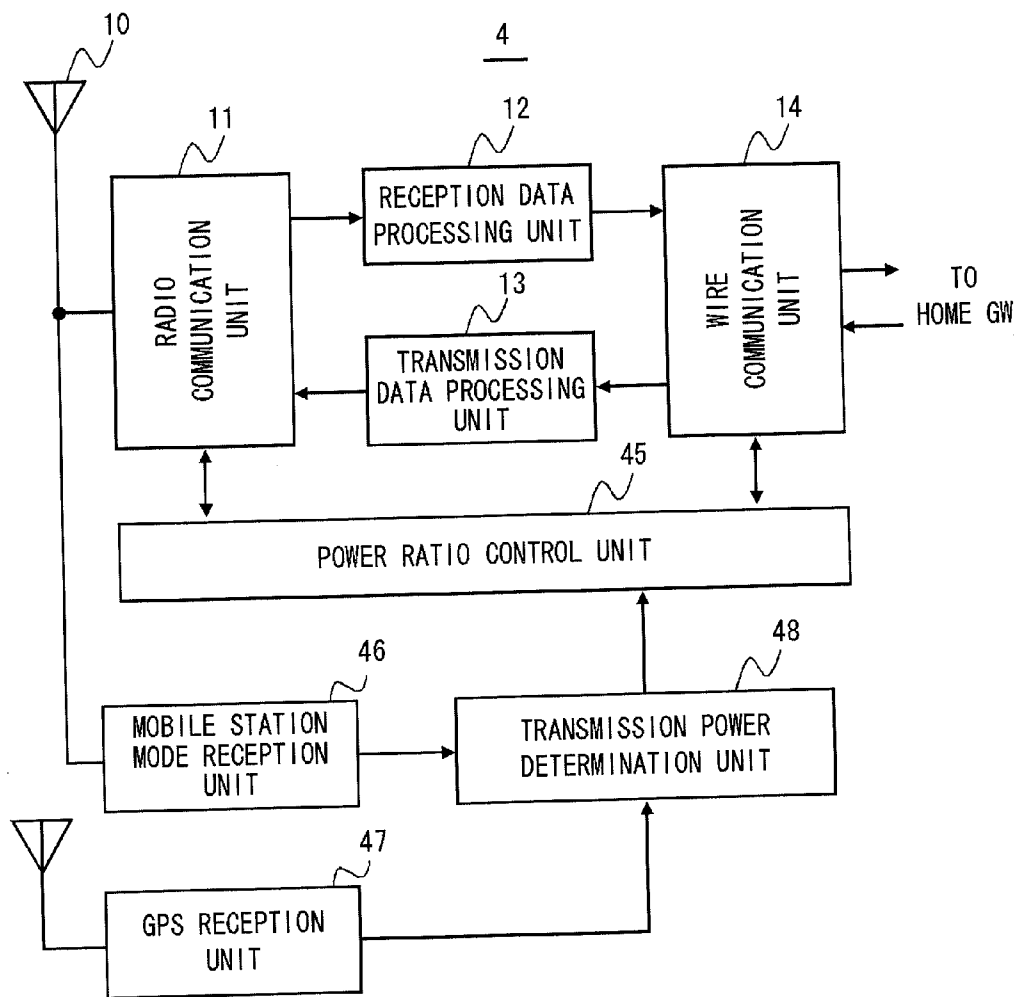 10
4
11
12
14
RADIO
COMMUNICATION
UNIT
RECEPTION DATA
PROCESSING UNIT
WIRE
COMMUNICATION
UNIT
13
TRANSMISSION
DATA PROCESSING
UNIT
TO
HOME GW
45
POWER RATIO CONTROL UNIT
46
48
MOBILE STATION
MODE RECEPTION
UNIT
TRANSMISSION POWER
DETERMINATION UNIT
47
GPS RECEPTION
UNIT